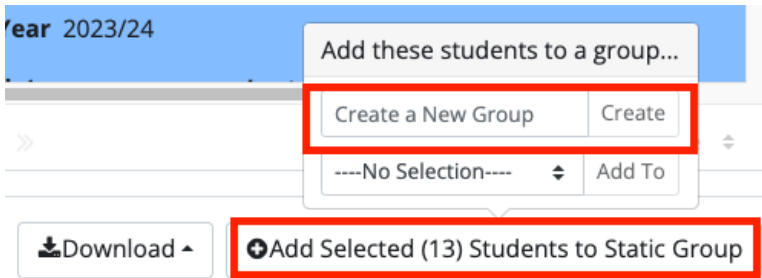 Year 2023/24
Add these students to a group...
Create a New Group Create
----No Selection---- Add To
Download
Add Selected (13) Students to Static Group